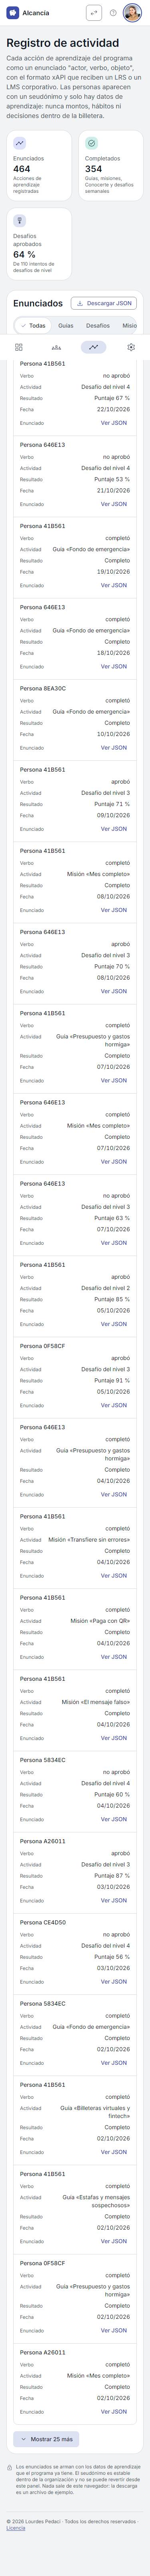 Alcancía
Registro de actividad
Cada acción de aprendizaje del programa
como un enunciado "actor, verbo, objeto",
con el formato xAPI que reciben un LRS o un
LMS corporativo. Las personas aparecen
con un seudónimo y solo hay datos de
aprendizaje: nunca montos, hábitos ni
decisiones dentro de la billetera.
Enunciados
464
Acciones de
aprendizaje
registradas
Completados
354
Guías, misiones,
Conocerte y desafíos
semanales
Desafíos
aprobados
64 %
De 110 intentos de
desafíos de nivel
Enunciados
Descargar JSON
Todas Guías Desafíos Misio
Persona 41B561
Verbo no aprobó
Actividad Desafío del nivel 4
Resultado Puntaje 67 %
Fecha 22/10/2026
Enunciado Ver JSON
Persona 646E13
Verbo no aprobó
Actividad Desafío del nivel 4
Resultado Puntaje 53 %
Fecha 21/10/2026
Enunciado Ver JSON
Persona 41B561
Verbo completó
Actividad Guía «Fondo de emergencia»
Resultado Completo
Fecha 19/10/2026
Enunciado Ver JSON
Persona 646E13
Verbo completó
Actividad Guía «Fondo de emergencia»
Resultado Completo
Fecha 18/10/2026
Enunciado Ver JSON
Persona 8EA30C
Verbo completó
Actividad Guía «Fondo de emergencia»
Resultado Completo
Fecha 10/10/2026
Enunciado Ver JSON
Persona 41B561
Verbo aprobó
Actividad Desafío del nivel 3
Resultado Puntaje 71 %
Fecha 09/10/2026
Enunciado Ver JSON
Persona 41B561
Verbo completó
Actividad Misión «Mes completo»
Resultado Completo
Fecha 08/10/2026
Enunciado Ver JSON
Persona 646E13
Verbo aprobó
Actividad Desafío del nivel 3
Resultado Puntaje 70 %
Fecha 08/10/2026
Enunciado Ver JSON
Persona 41B561
Verbo completó
Actividad Guía «Presupuesto y gastos
hormiga»
Resultado Completo
Fecha 07/10/2026
Enunciado Ver JSON
Persona 646E13
Verbo completó
Actividad Misión «Mes completo»
Resultado Completo
Fecha 07/10/2026
Enunciado Ver JSON
Persona 646E13
Verbo no aprobó
Actividad Desafío del nivel 3
Resultado Puntaje 63 %
Fecha 07/10/2026
Enunciado Ver JSON
Persona 41B561
Verbo aprobó
Actividad Desafío del nivel 2
Resultado Puntaje 85 %
Fecha 05/10/2026
Enunciado Ver JSON
Persona 0F58CF
Verbo aprobó
Actividad Desafío del nivel 3
Resultado Puntaje 91 %
Fecha 05/10/2026
Enunciado Ver JSON
Persona 646E13
Verbo completó
Actividad Guía «Presupuesto y gastos
hormiga»
Resultado Completo
Fecha 04/10/2026
Enunciado Ver JSON
Persona 41B561
Verbo completó
Actividad Misión «Transfiere sin errores»
Resultado Completo
Fecha 04/10/2026
Enunciado Ver JSON
Persona 41B561
Verbo completó
Actividad Misión «Paga con QR»
Resultado Completo
Fecha 04/10/2026
Enunciado Ver JSON
Persona 41B561
Verbo completó
Actividad Misión «El mensaje falso»
Resultado Completo
Fecha 04/10/2026
Enunciado Ver JSON
Persona 5834EC
Verbo no aprobó
Actividad Desafío del nivel 4
Resultado Puntaje 60 %
Fecha 04/10/2026
Enunciado Ver JSON
Persona A26011
Verbo aprobó
Actividad Desafío del nivel 3
Resultado Puntaje 87 %
Fecha 03/10/2026
Enunciado Ver JSON
Persona CE4D50
Verbo no aprobó
Actividad Desafío del nivel 4
Resultado Puntaje 56 %
Fecha 03/10/2026
Enunciado Ver JSON
Persona 5834EC
Verbo completó
Actividad Guía «Fondo de emergencia»
Resultado Completo
Fecha 02/10/2026
Enunciado Ver JSON
Persona 41B561
Verbo completó
Actividad Guía «Billeteras virtuales y
fintech»
Resultado Completo
Fecha 02/10/2026
Enunciado Ver JSON
Persona 41B561
Verbo completó
Actividad Guía «Estafas y mensajes
sospechosos»
Resultado Completo
Fecha 02/10/2026
Enunciado Ver JSON
Persona 0F58CF
Verbo completó
Actividad Guía «Presupuesto y gastos
hormiga»
Resultado Completo
Fecha 02/10/2026
Enunciado Ver JSON
Persona A26011
Verbo completó
Actividad Misión «Mes completo»
Resultado Completo
Fecha 02/10/2026
Enunciado Ver JSON
Mostrar 25 más
Los enunciados se arman con los datos de aprendizaje
que el programa ya tiene. El seudónimo es estable
dentro de la organización y no se puede revertir desde
este panel. Nada sale de este navegador: la descarga
es un archivo de ejemplo.
© 2026 Lourdes Pedaci · Todos los derechos reservados ·
Licencia